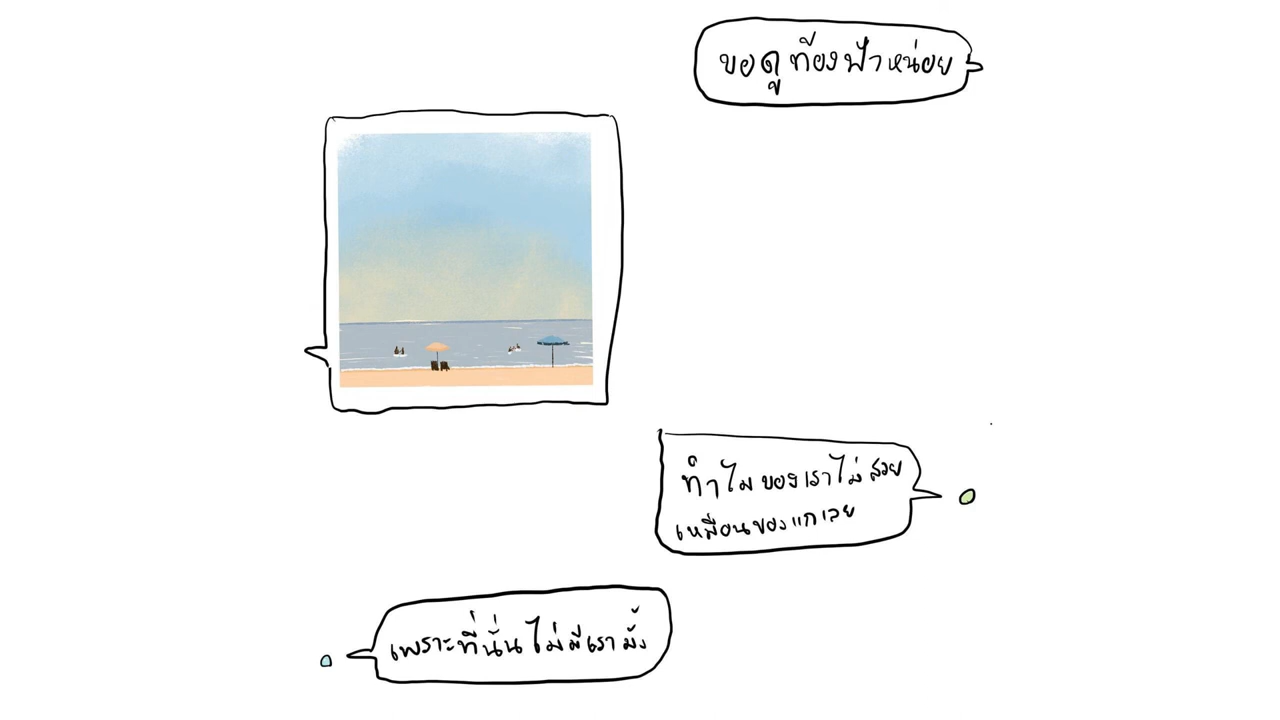 ขอดูท้องฟ้าหน่อย
ทำไมของเราไม่สวย
เหมือนของแกเลย
เพราะที่นั่นไม่มีเรามั้ง